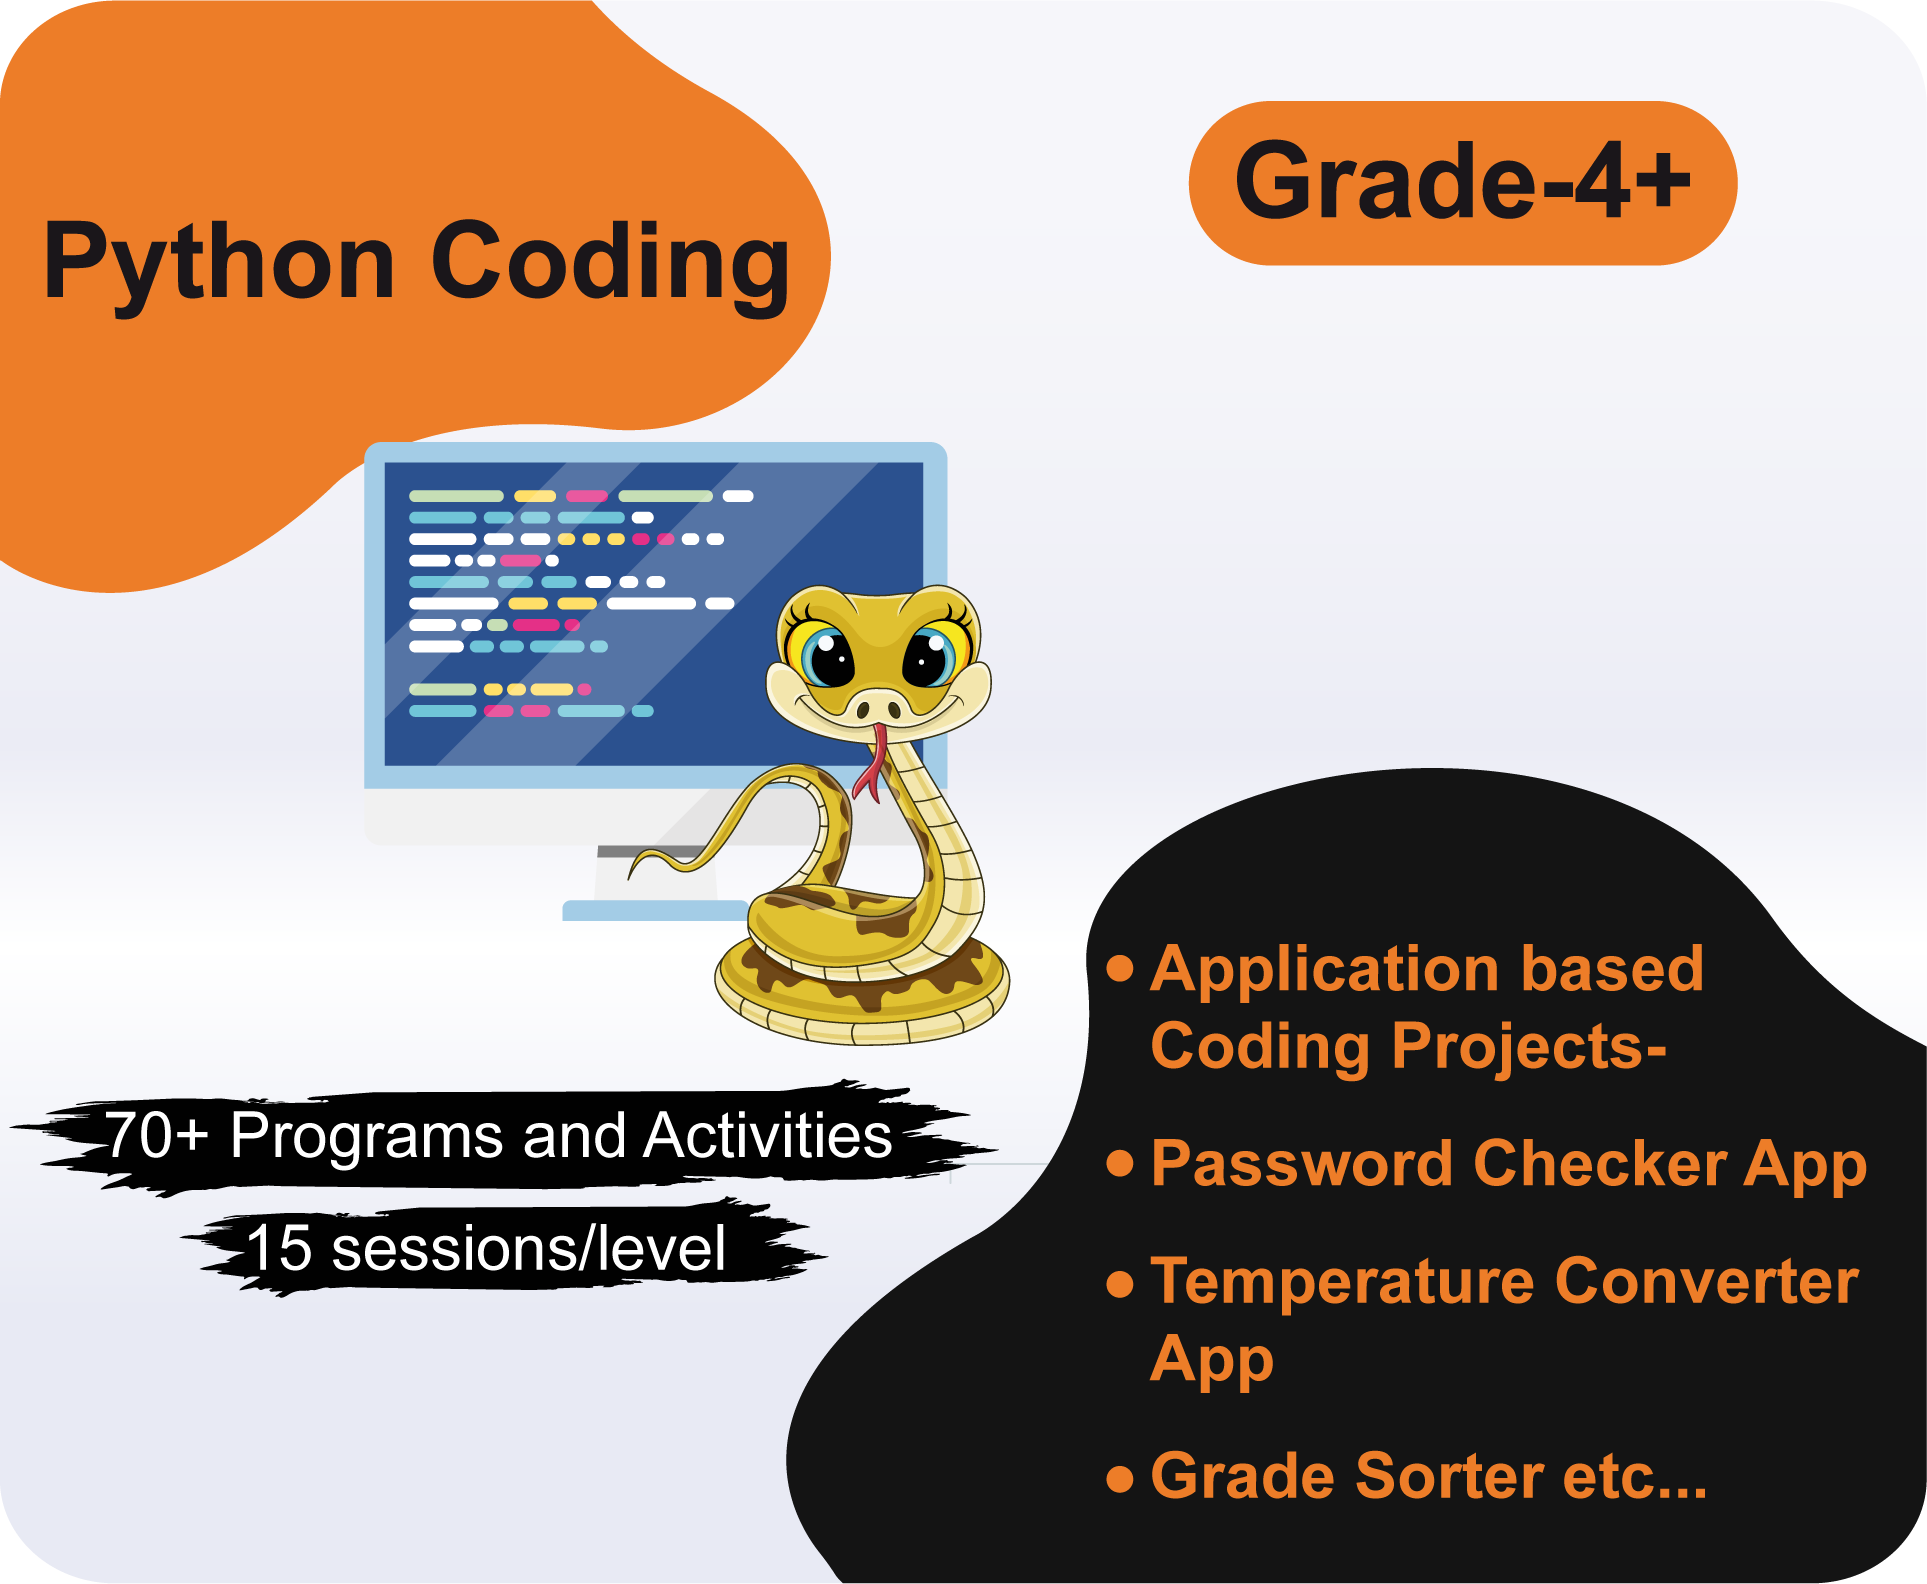 Python Coding
Grade-4+
70+ Programs and Activities
15 sessions/level
• Application based
Coding Projects-
• Password Checker App
• Temperature Converter
App
• Grade Sorter etc...